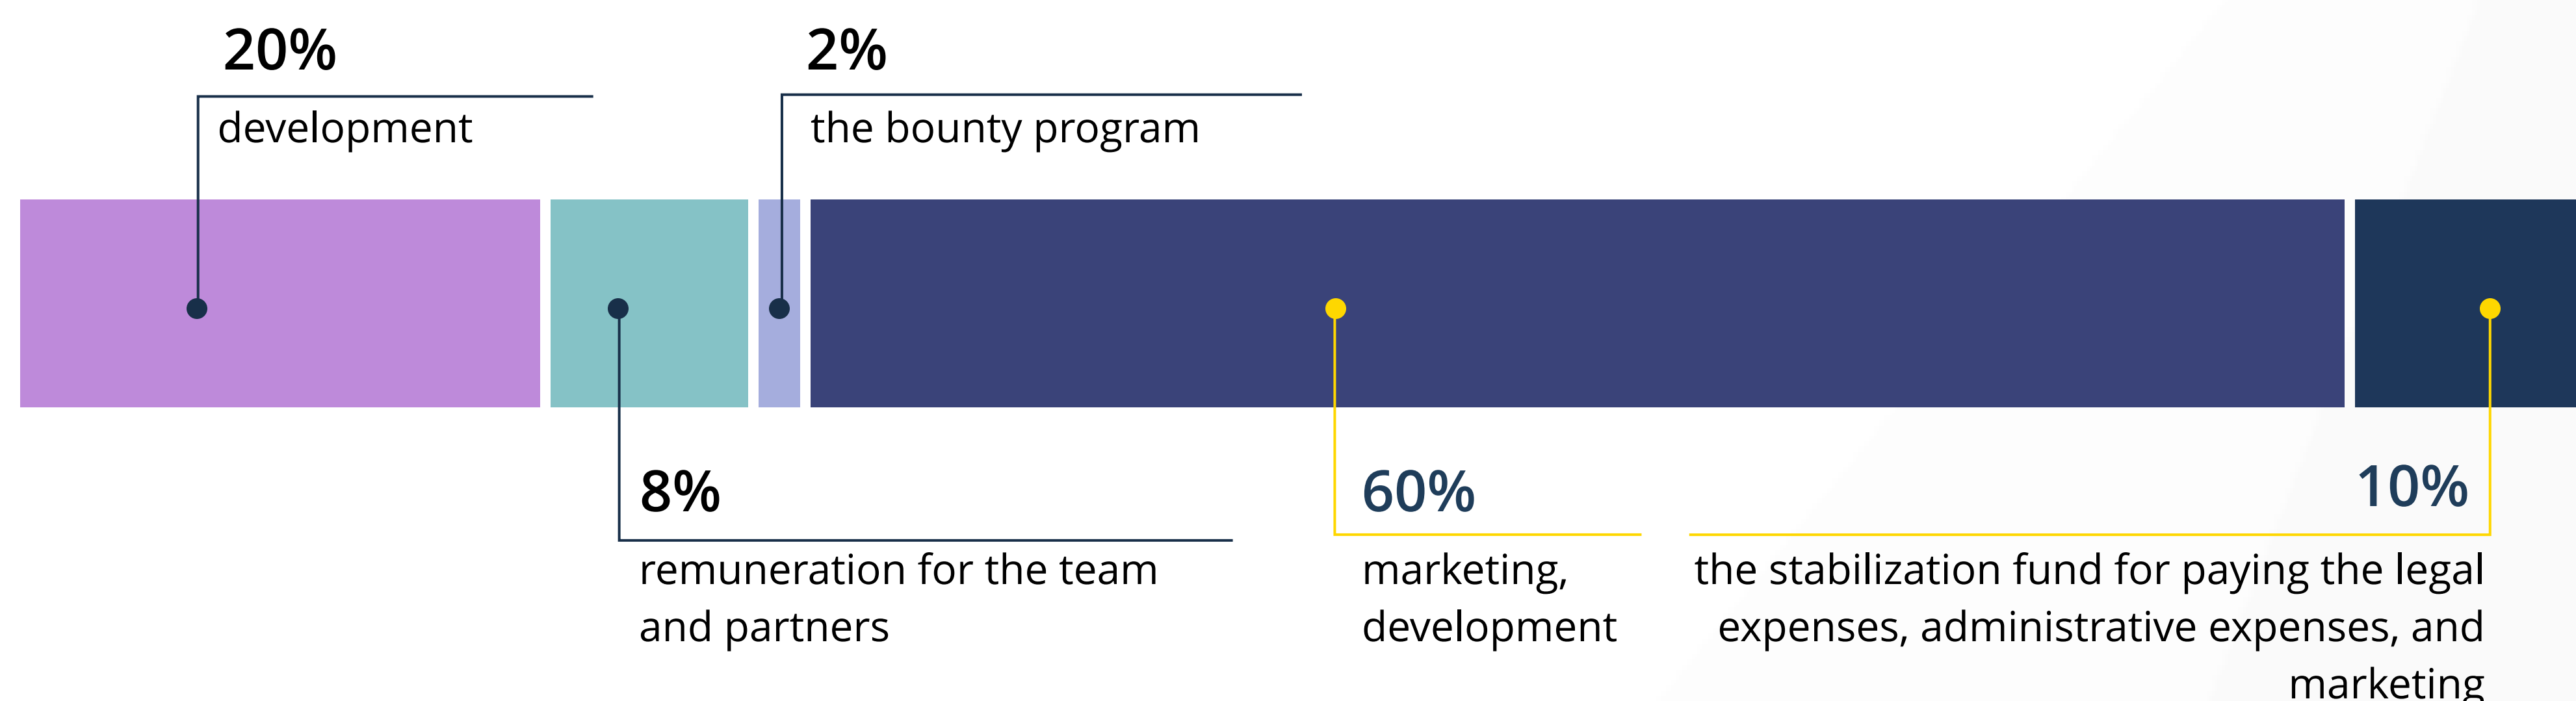 20%
development
2%
the bounty program
8%
remuneration for the team
and partners
60%
marketing,
development
10%
the stabilization fund for paying the legal
expenses, administrative expenses, and
marketing